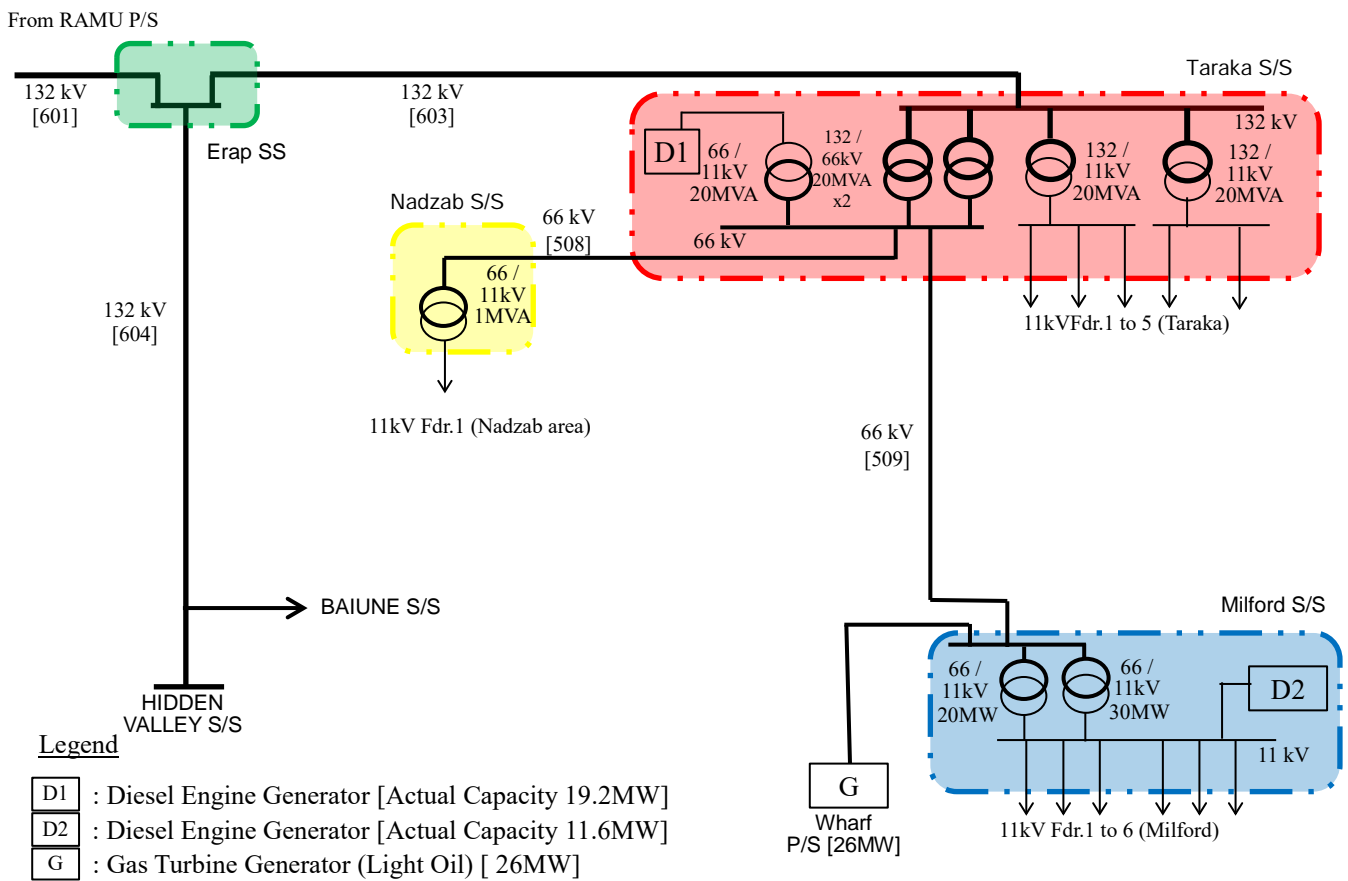 From RAMU P/S
132 kV
[601]
Erap SS
132 kV
[603]
Taraka S/S
132 kV
D1
66 /
11kV
20MVA
132 /
66kV
20MVA
x2
132 /
11kV
20MVA
132 /
11kV
20MVA
66 kV
11kVFdr.1 to 5 (Taraka)
Nadzab S/S
66 kV
[508]
66 /
11kV
1MVA
11kV Fdr.1 (Nadzab area)
132 kV
[604]
66 kV
[509]
BAIUNE S/S
HIDDEN
VALLEY S/S
Milford S/S
66 /
11kV
20MW
66 /
11kV
30MW
D2
11 kV
11kV Fdr.1 to 6 (Milford)
G
Wharf
P/S [26MW]
Legend
D1 : Diesel Engine Generator [Actual Capacity 19.2MW]
D2 : Diesel Engine Generator [Actual Capacity 11.6MW]
G : Gas Turbine Generator (Light Oil) [ 26MW]